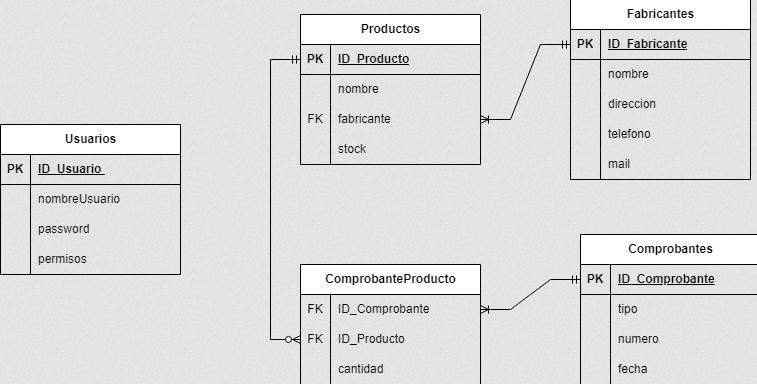 Fabricantes
PK ID_Fabricante
nombre
direccion
telefono
mail
Productos
PK ID_Producto
nombre
FK fabricante
stock
Usuarios
PK ID_Usuario
nombreUsuario
password
permisos
ComprobanteProducto
FK ID_Comprobante
FK ID_Producto
cantidad
Comprobantes
PK ID_Comprobante
tipo
numero
fecha